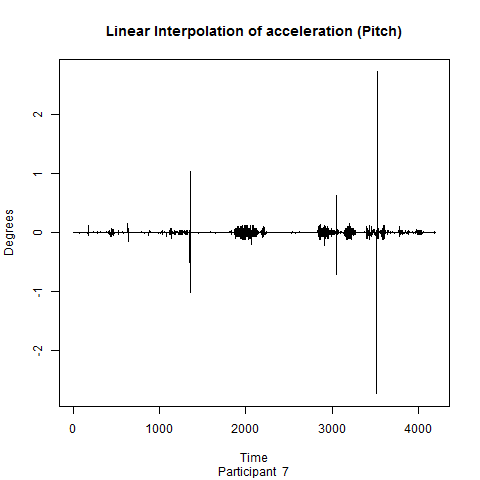 Linear Interpolation of acceleration (Pitch)
2
1
0
-1
-2
Degrees
0 1000 2000 3000 4000
Time
Participant 7